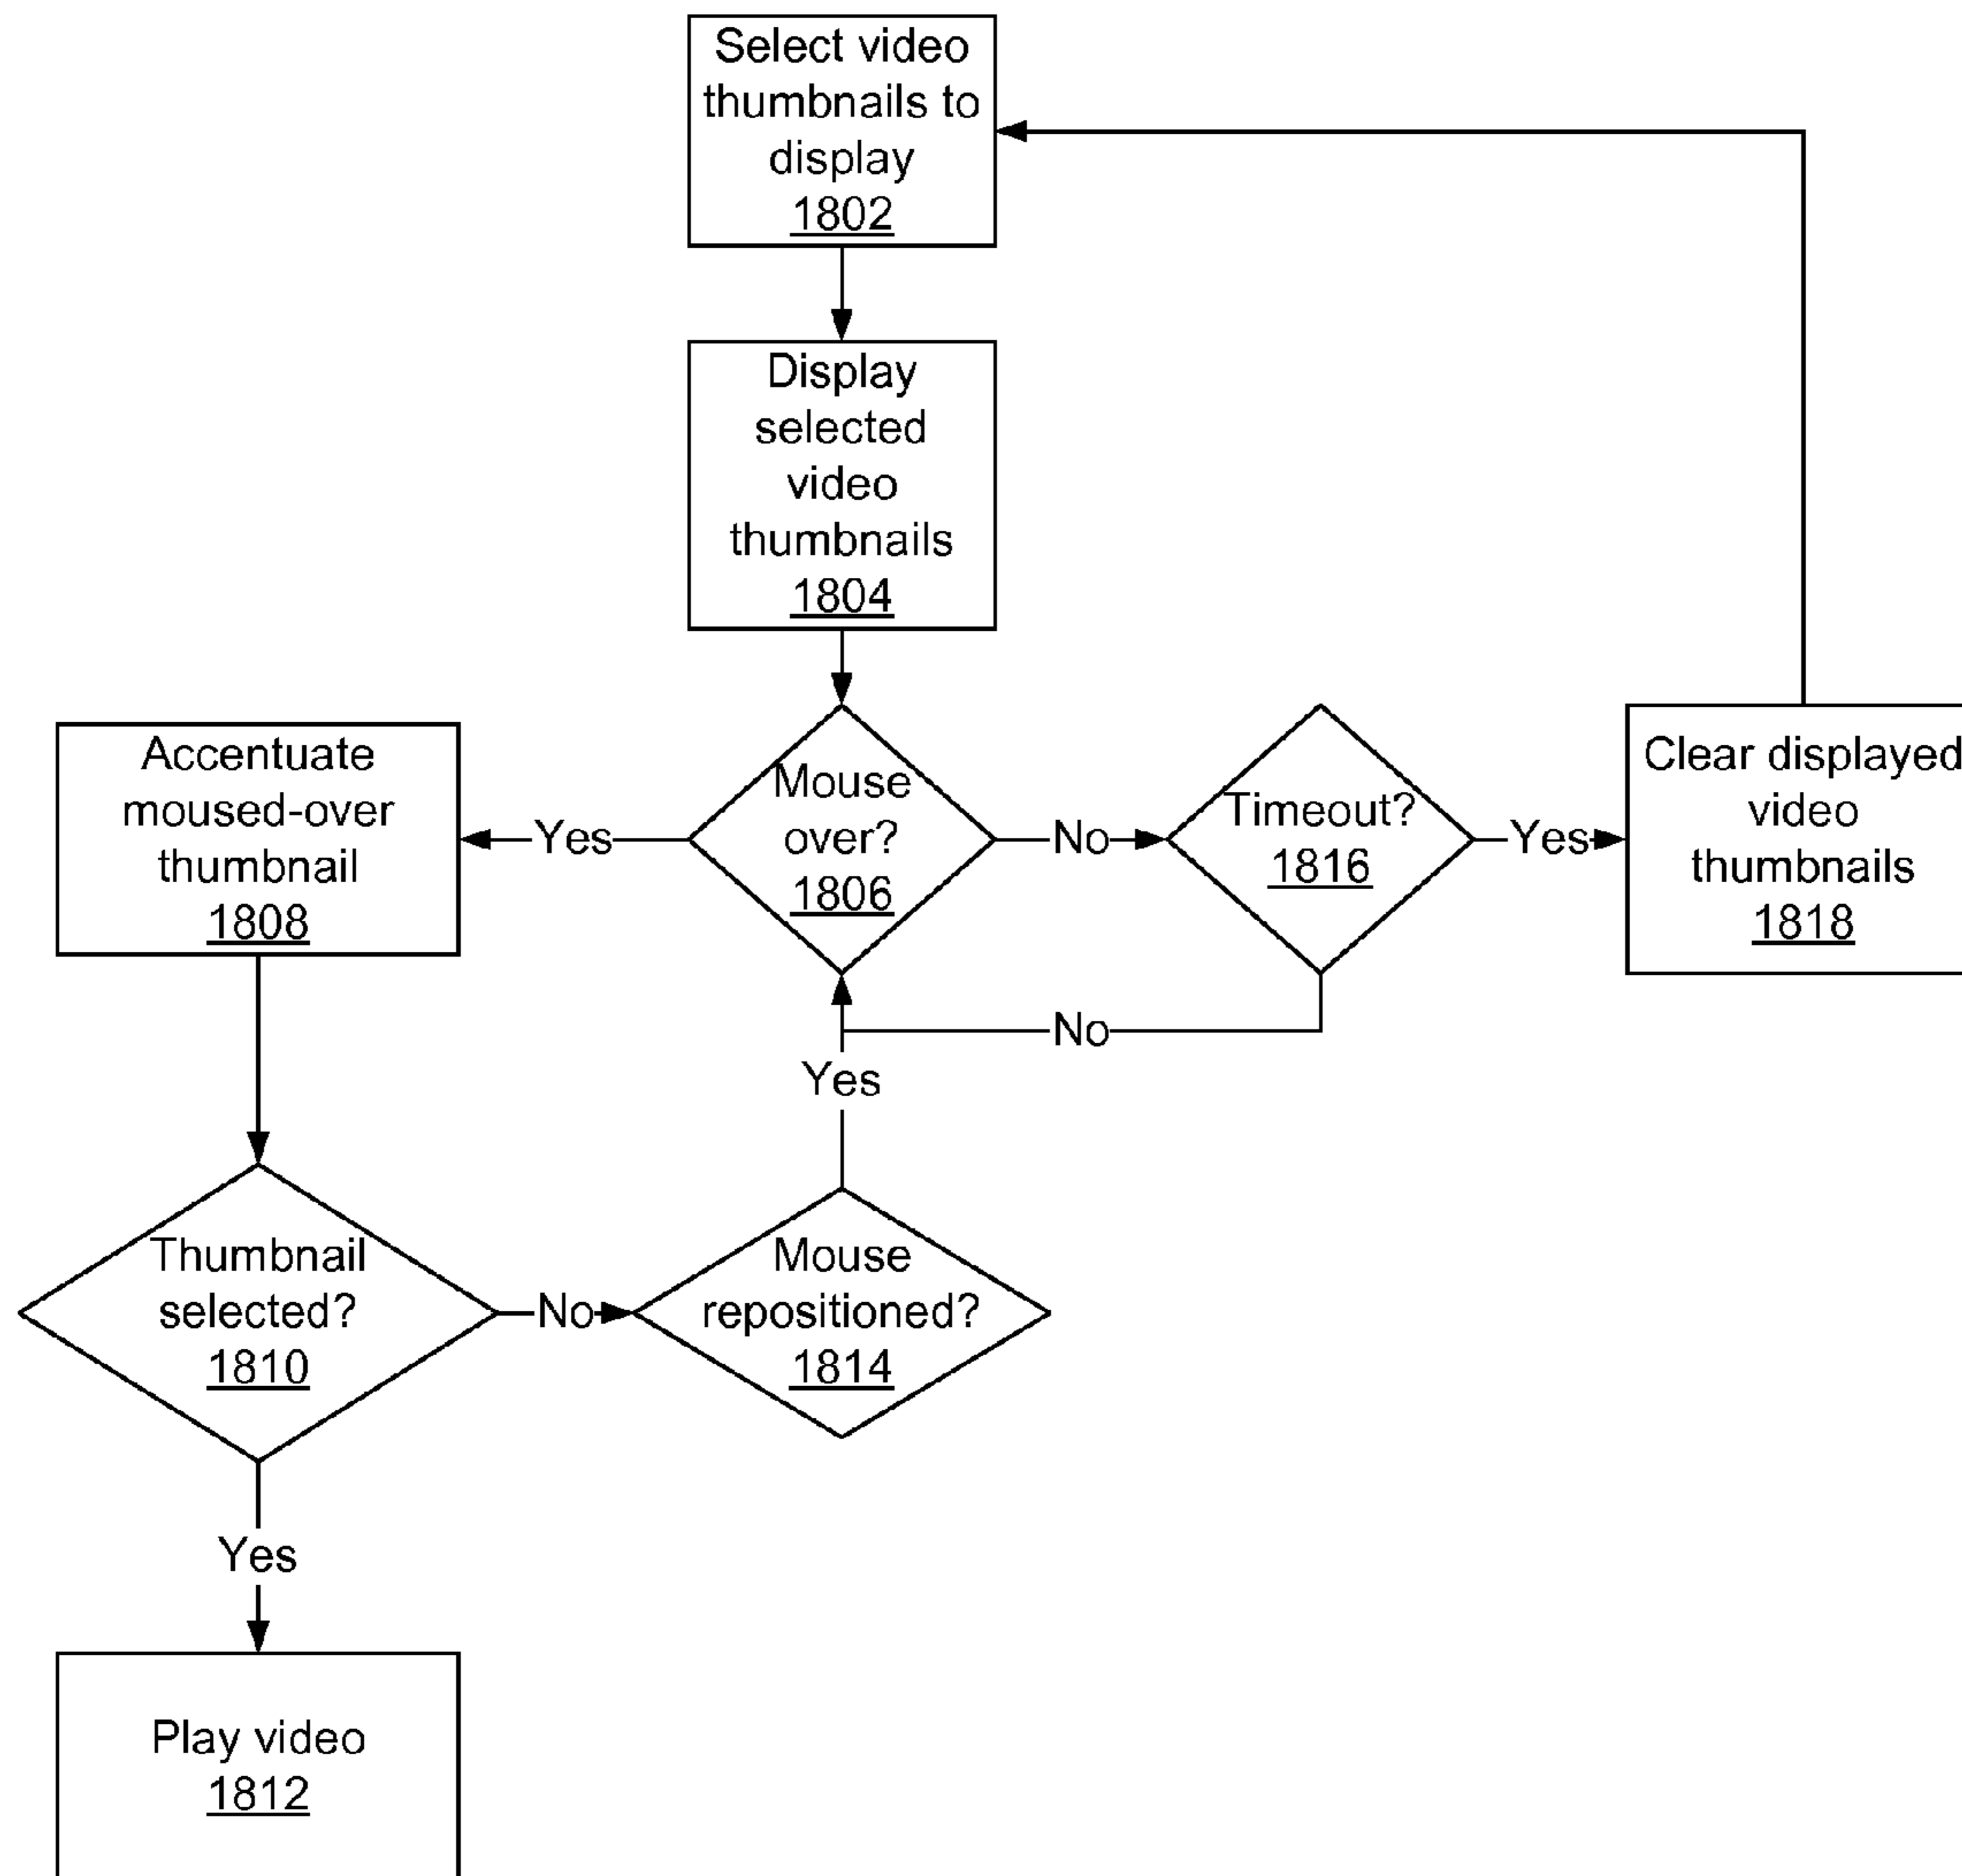 Select video
thumbnails to
display
1802
Display
selected
video
thumbnails
1804
Accentuate
moused-over
thumbnail
1808
Yes
Mouse
over?
1806
No
Timeout?
1816
Yes
Clear displayed
video
thumbnails
1818
No
Yes
Thumbnail
selected?
1810
No
Mouse
repositioned?
1814
Yes
Play video
1812